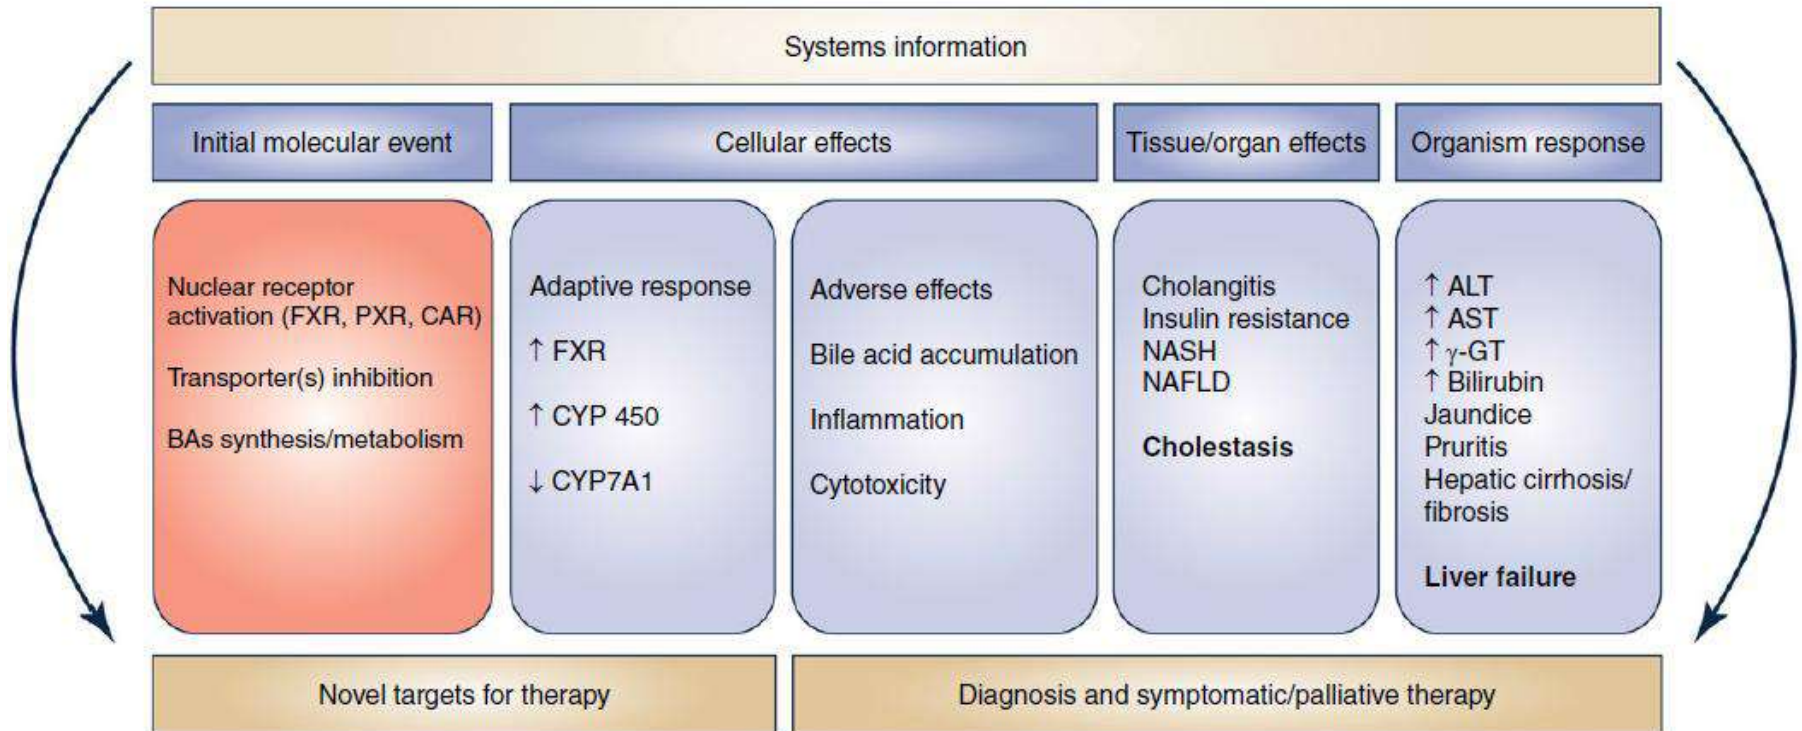 Systems information
Initial molecular event
Cellular effects
Tissue/organ effects
Organism response
Nuclear receptor
activation (FXR, PXR, CAR)
Transporter(s) inhibition
BAs synthesis/metabolism
Adaptive response
↑ FXR
↑ CYP 450
↓ CYP7A1
Adverse effects
Bile acid accumulation
Inflammation
Cytotoxicity
Cholangitis
Insulin resistance
NASH
NAFLD
Cholestasis
↑ ALT
↑ AST
↑ γ-GT
↑ Bilirubin
Jaundice
Pruritis
Hepatic cirrhosis/
fibrosis
Liver failure
Novel targets for therapy
Diagnosis and symptomatic/palliative therapy